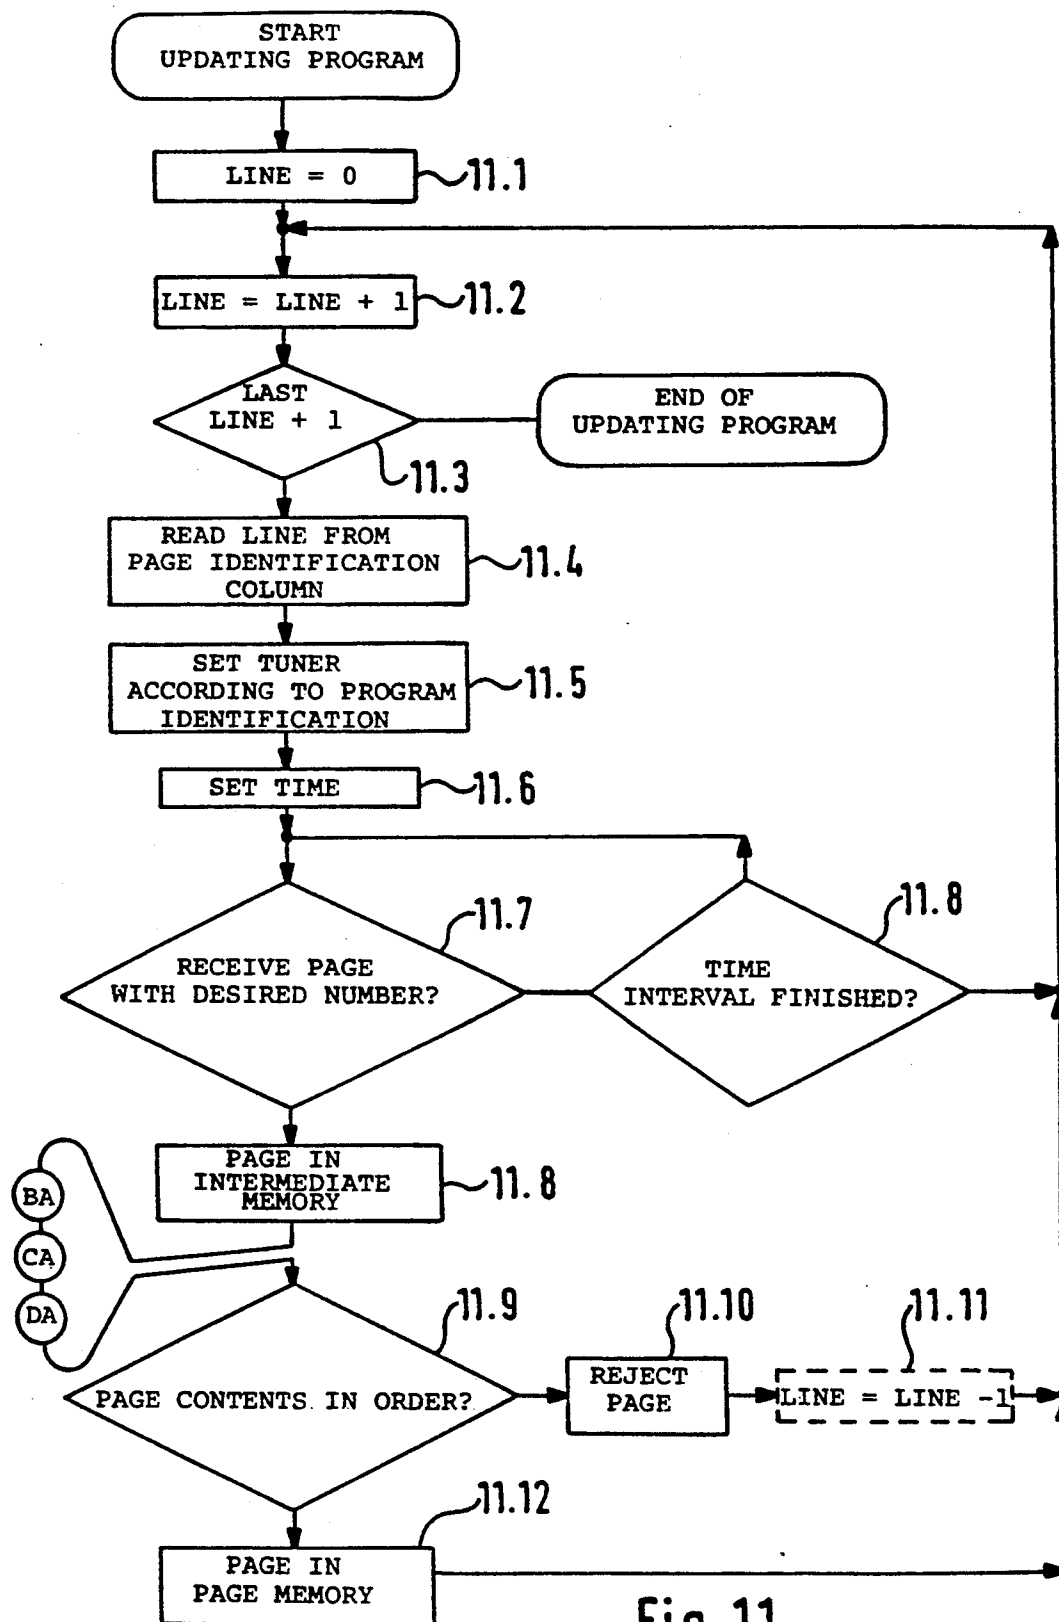 START
UPDATING PROGRAM
LINE = 0
11.1
LINE = LINE + 1
11.2
LAST
LINE + 1
11.3
END OF
UPDATING PROGRAM
READ LINE FROM
PAGE IDENTIFICATION
COLUMN
11.4
SET TUNER
ACCORDING TO PROGRAM
IDENTIFICATION
11.5
SET TIME
11.6
RECEIVE PAGE
WITH DESIRED NUMBER?
11.7
TIME
INTERVAL FINISHED?
11.8
PAGE IN
INTERMEDIATE
MEMORY
11.8
BA
CA
DA
PAGE CONTENTS IN ORDER?
11.9
REJECT
PAGE
11.10
LINE = LINE -1
11.11
PAGE IN
PAGE MEMORY
11.12
Fig. 11